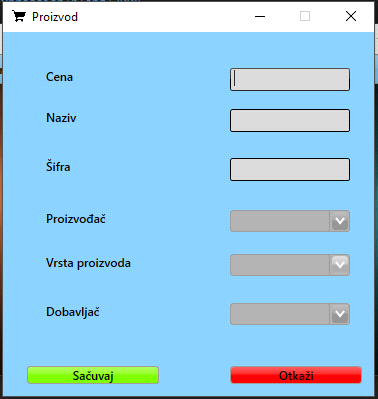 Proizvod
Cena
Naziv
Šifra
Proizvođač
Vrsta proizvoda
Dobavljač
Sačuvaj
Otkaži